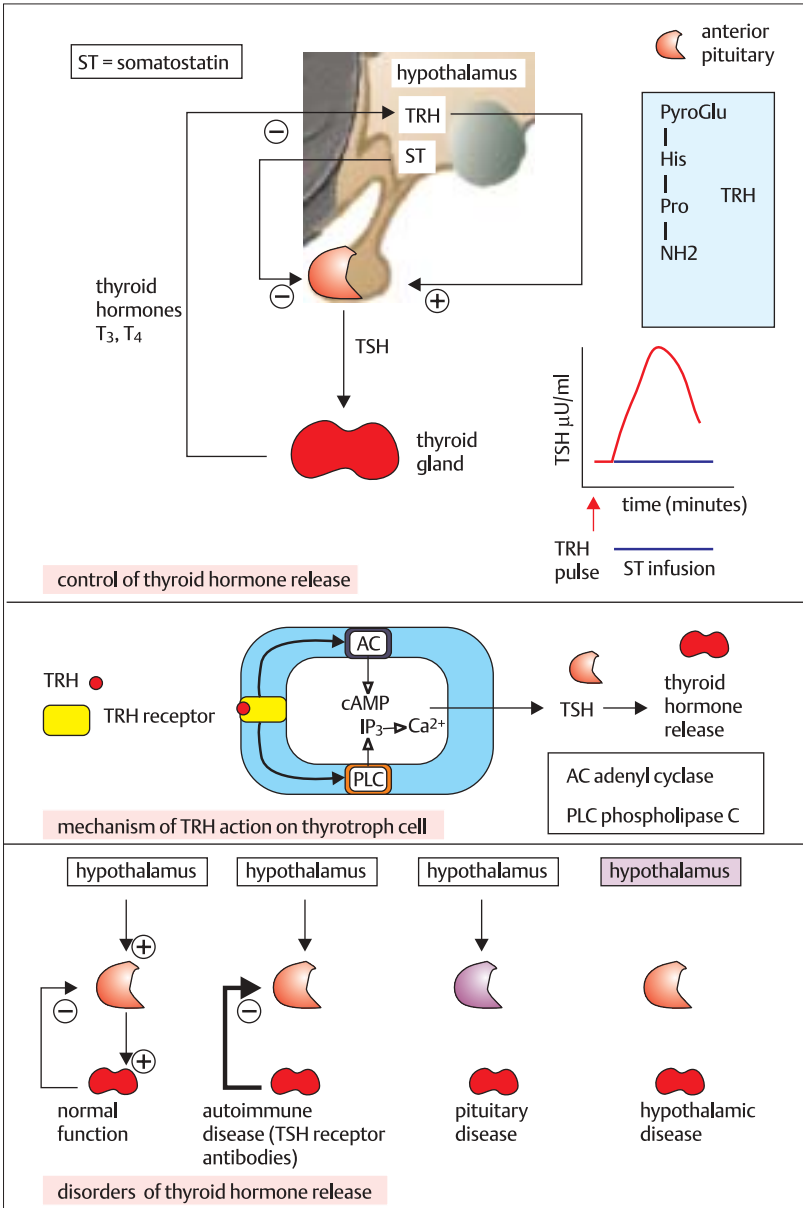 ST = somatostatin
hypothalamus
TRH
ST
anterior
pituitary
PyroGlu
His
Pro
NH2
TRH
−
−
+
thyroid
hormones
T₃, T₄
TSH
thyroid
gland
TSH µU/ml
time (minutes)
TRH
pulse
ST infusion
control of thyroid hormone release
TRH
TRH receptor
AC
cAMP
IP₃
Ca²⁺
PLC
TSH
thyroid
hormone
release
AC adenyl cyclase
PLC phospholipase C
mechanism of TRH action on thyrotroph cell
hypothalamus
hypothalamus
hypothalamus
hypothalamus
+
−
−
+
normal
function
autoimmune
disease (TSH receptor
antibodies)
pituitary
disease
hypothalamic
disease
disorders of thyroid hormone release